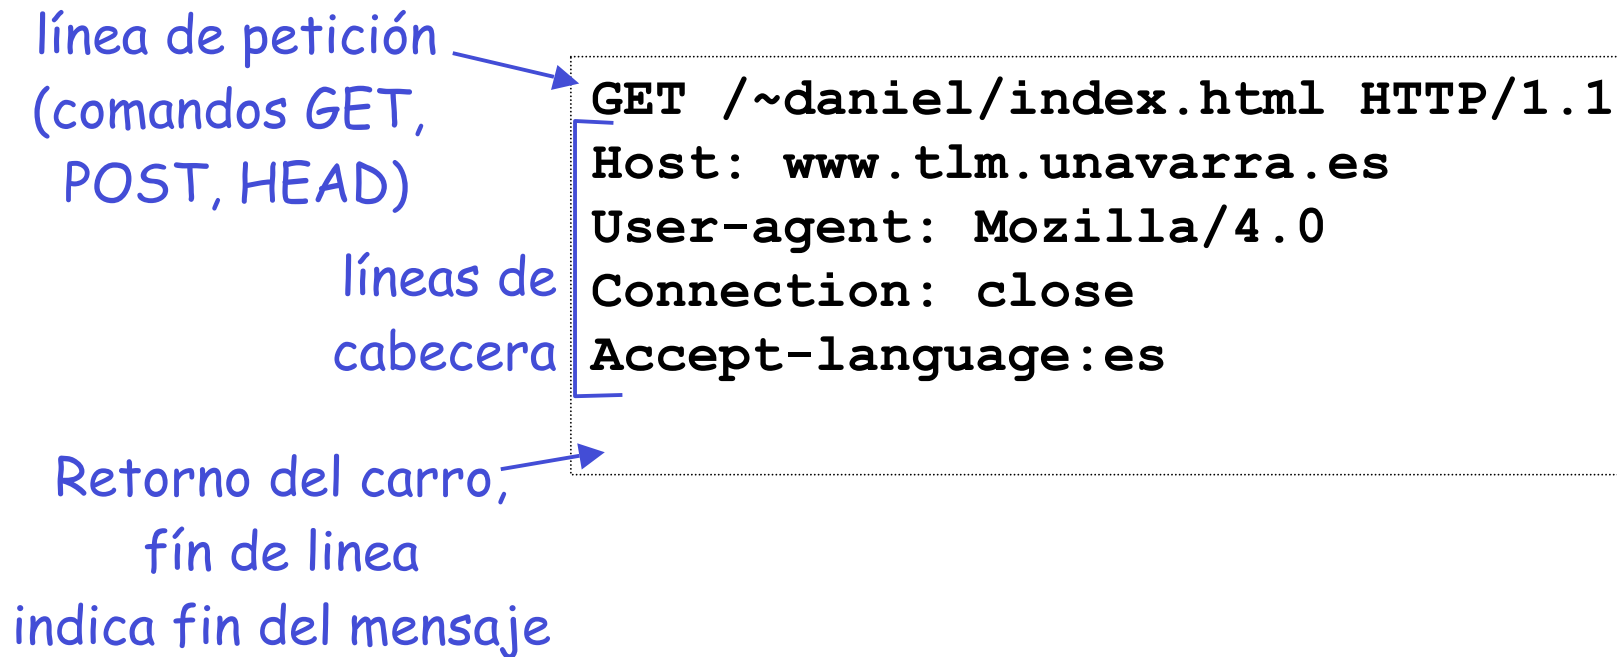 línea de petición
(comandos GET,
POST, HEAD)
GET /~daniel/index.html HTTP/1.1
Host: www.tlm.unavarra.es
User-agent: Mozilla/4.0
Connection: close
Accept-language:es
líneas de
cabecera
Retorno del carro,
fín de linea
indica fin del mensaje